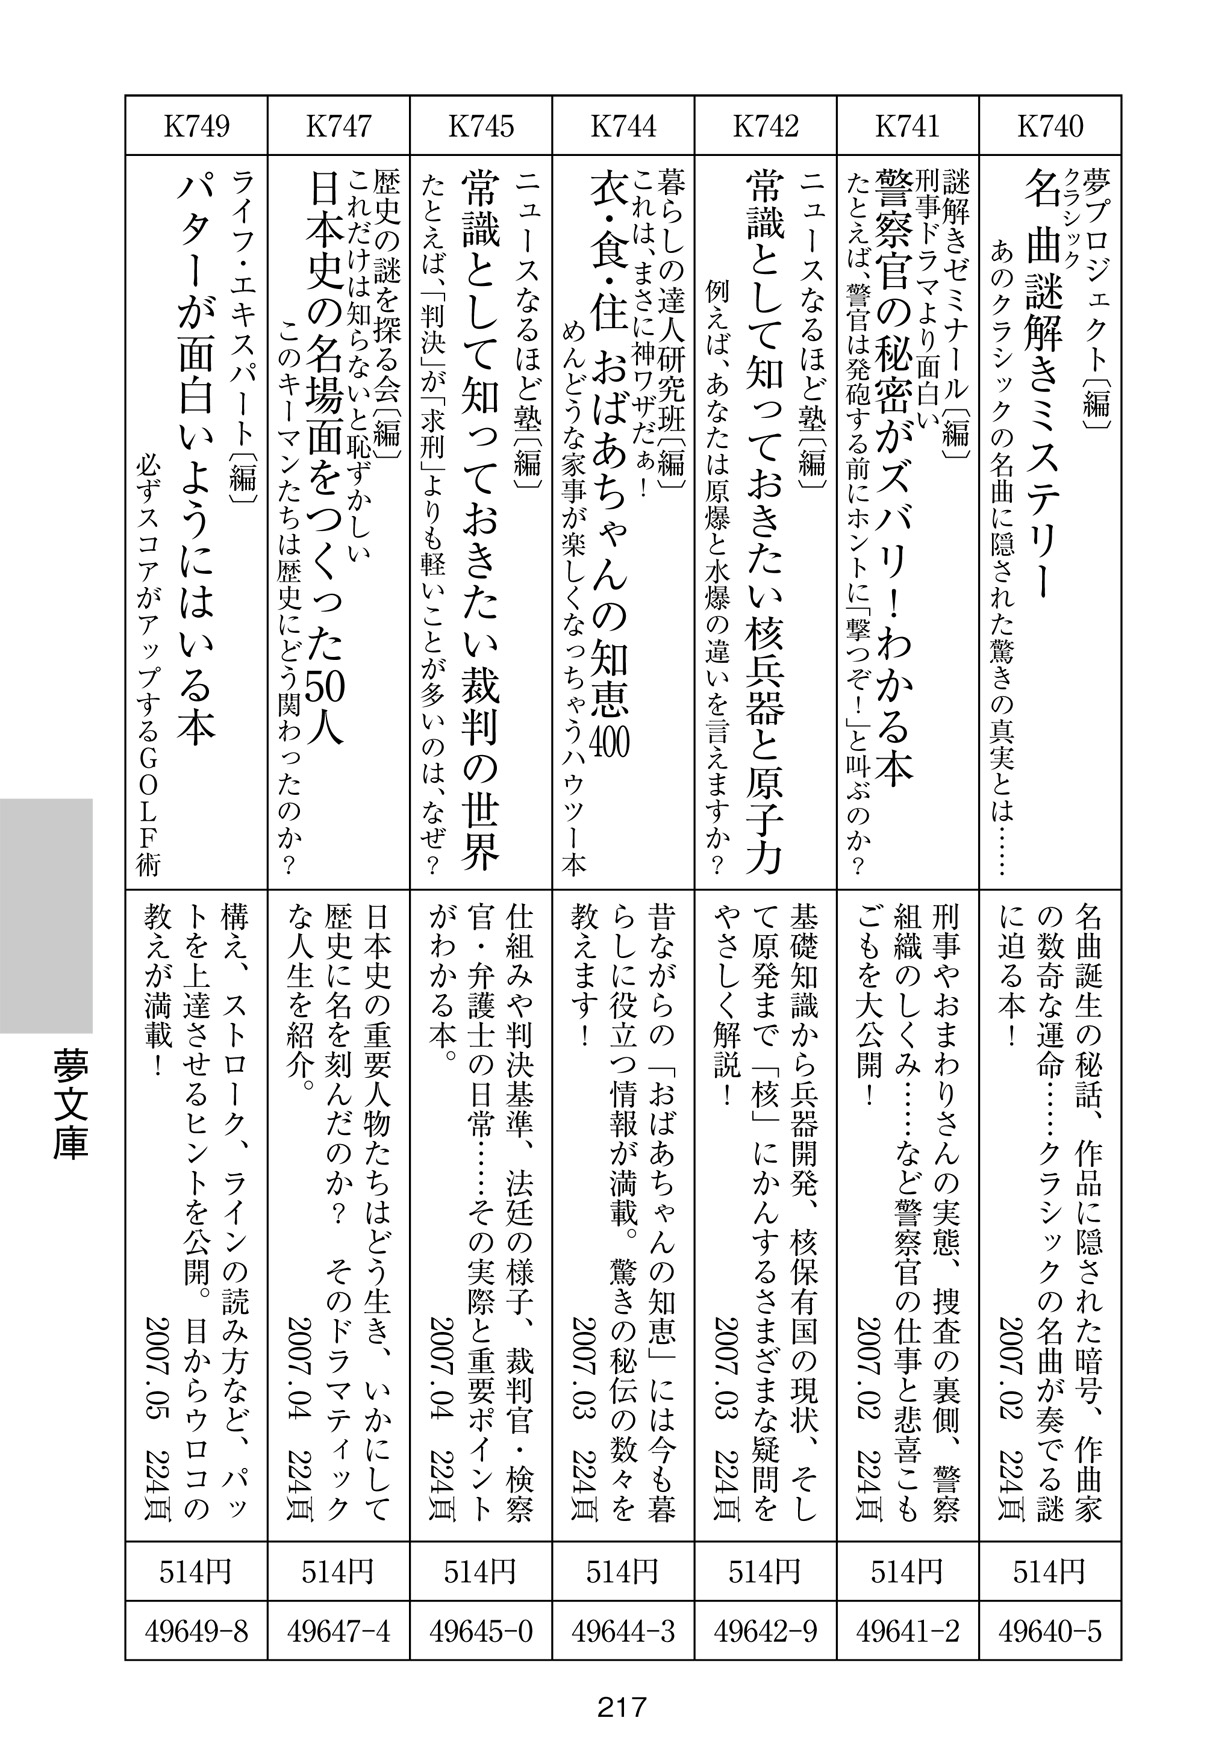 K740
夢プロジェクト〔編〕
クラシック
名曲謎解きミステリー
あのクラシックの名曲に隠された驚きの真実とは……
名曲誕生の秘話、作品に隠された暗号、作曲家
の数奇な運命……クラシックの名曲が奏でる謎
に迫る本！
2007.02 224頁
514円
49640-5
K741
謎解きゼミナール〔編〕
刑事ドラマより面白い
警察官の秘密がズバリ！わかる本
たとえば、警官は発砲する前にホントに「撃つぞ！」と叫ぶのか？
刑事やおまわりさんの実態、捜査の裏側、警察
組織のしくみ……など警察官の仕事と悲喜こも
ごもを大公開！
2007.02 224頁
514円
49641-2
K742
ニュースなるほど塾〔編〕
常識として知っておきたい核兵器と原子力
例えば、あなたは原爆と水爆の違いを言えますか？
基礎知識から兵器開発、核保有国の現状、そし
て原発まで「核」にかんするさまざまな疑問を
やさしく解説！
2007.03 224頁
514円
49642-9
K744
暮らしの達人研究班〔編〕
これは、まさに神ワザだぁ！
衣・食・住 おばあちゃんの知恵400
めんどうな家事が楽しくなっちゃうハウツー本
昔ながらの「おばあちゃんの知恵」には今も暮
らしに役立つ情報が満載。驚きの秘伝の数々を
教えます！
2007.03 224頁
514円
49644-3
K745
ニュースなるほど塾〔編〕
常識として知っておきたい裁判の世界
たとえば、「判決」が「求刑」よりも軽いことが多いのは、なぜ？
仕組みや判決基準、法廷の様子、裁判官・検察
官・弁護士の日常……その実際と重要ポイント
がわかる本。
2007.04 224頁
514円
49645-0
K747
歴史の謎を探る会〔編〕
これだけは知らないと恥ずかしい
日本史の名場面をつくった50人
このキーマンたちは歴史にどう関わったのか？
日本史の重要人物たちはどう生き、いかにして
歴史に名を刻んだのか？ そのドラマティック
な人生を紹介。
2007.04 224頁
514円
49647-4
K749
ライフ・エキスパート〔編〕
パターが面白いようにはいる本
必ずスコアがアップするGOLF術
構え、ストローク、ラインの読み方など、パッ
トを上達させるヒントを公開。目からウロコの
教えが満載！
2007.05 224頁
514円
49649-8
夢文庫
217